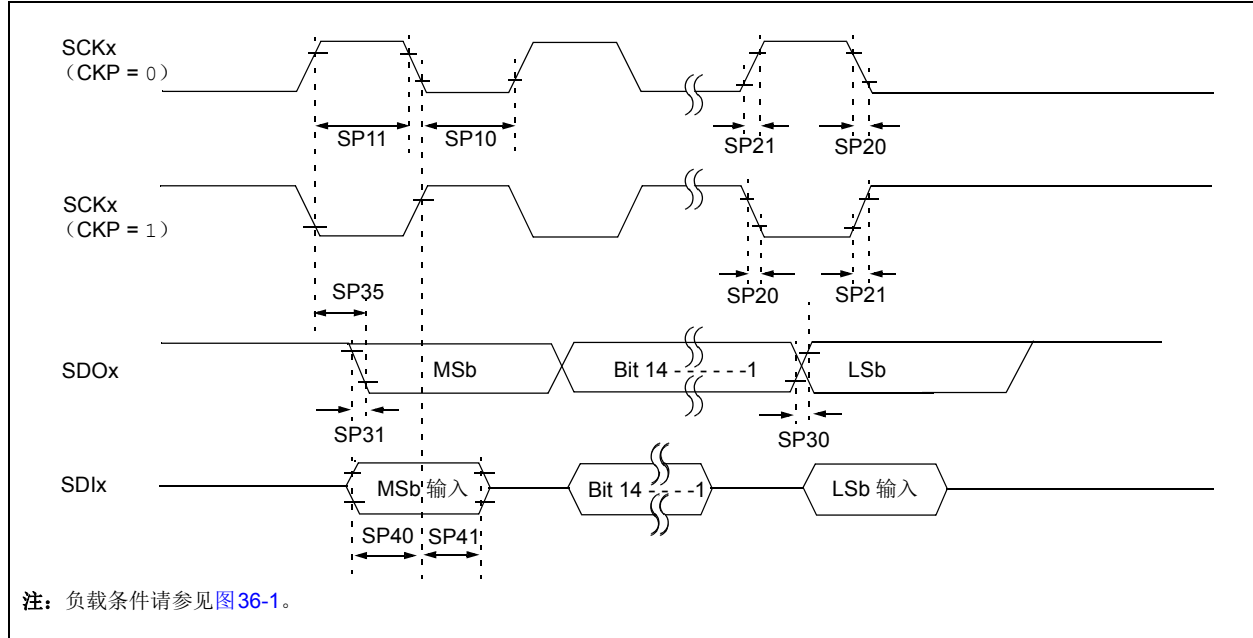 SCKx
（CKP = 0）
SP11
SP10
SP21
SP20
SCKx
（CKP = 1）
SP35
SP20
SP21
SDOx
MSb
Bit 14 - - - - - -1
LSb
SP31
SP30
SDIx
MSb 输入
Bit 14 - - - -1
LSb 输入
SP40
SP41
注：负载条件请参见图36-1。